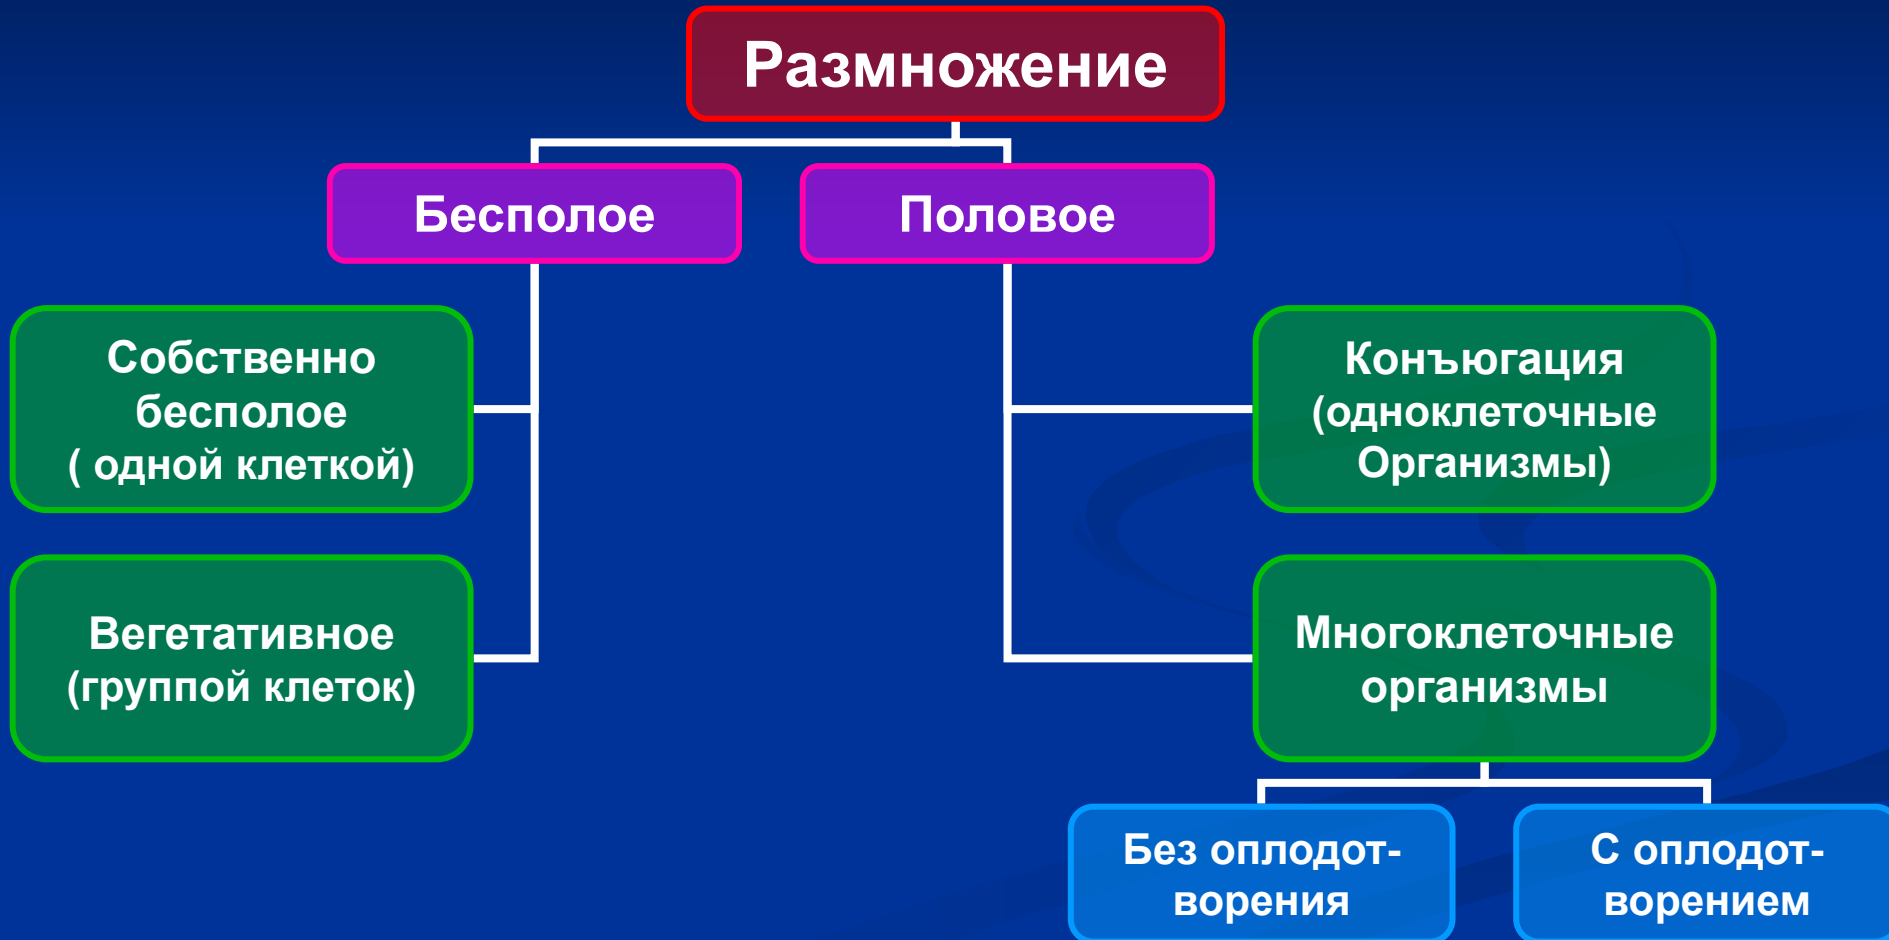 Размножение
Бесполое
Половое
Собственно
бесполое
( одной клеткой)
Конъюгация
(одноклеточные
Организмы)
Вегетативное
(группой клеток)
Многоклеточные
организмы
Без оплодот-
ворения
С оплодот-
ворением